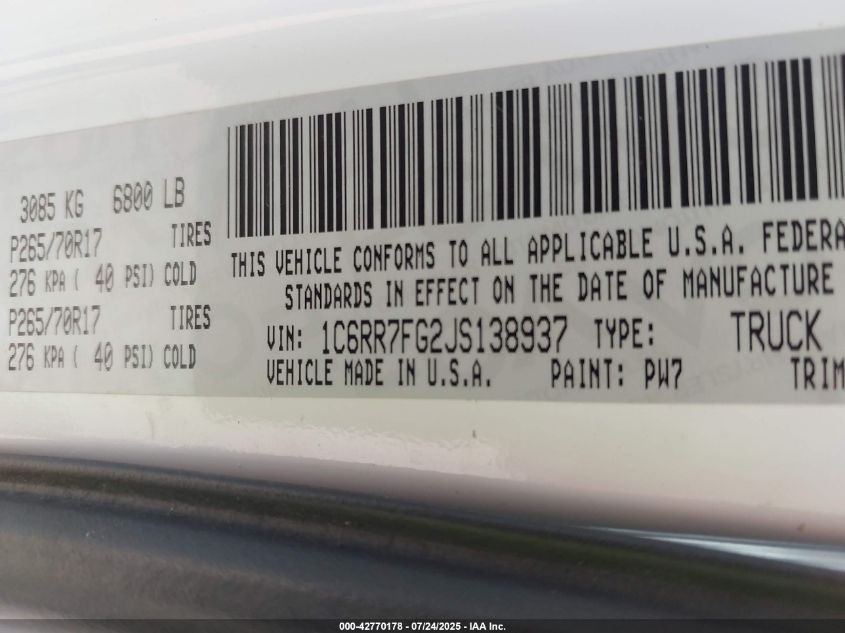 3085 KG 6800 LB
P265/70R17 TIRES
276 KPA ( 40 PSI) COLD
P265/70R17 TIRES
276 KPA ( 40 PSI) COLD
THIS VEHICLE CONFORMS TO ALL APPLICABLE U.S.A. FEDERA
STANDARDS IN EFFECT ON THE DATE OF MANUFACTURE
VIN: 1C6RR7FG2JS138937 TYPE: TRUCK
VEHICLE MADE IN U.S.A. PAINT: PW7 TRIM
000-42770178 - 07/24/2025 - IAA Inc.